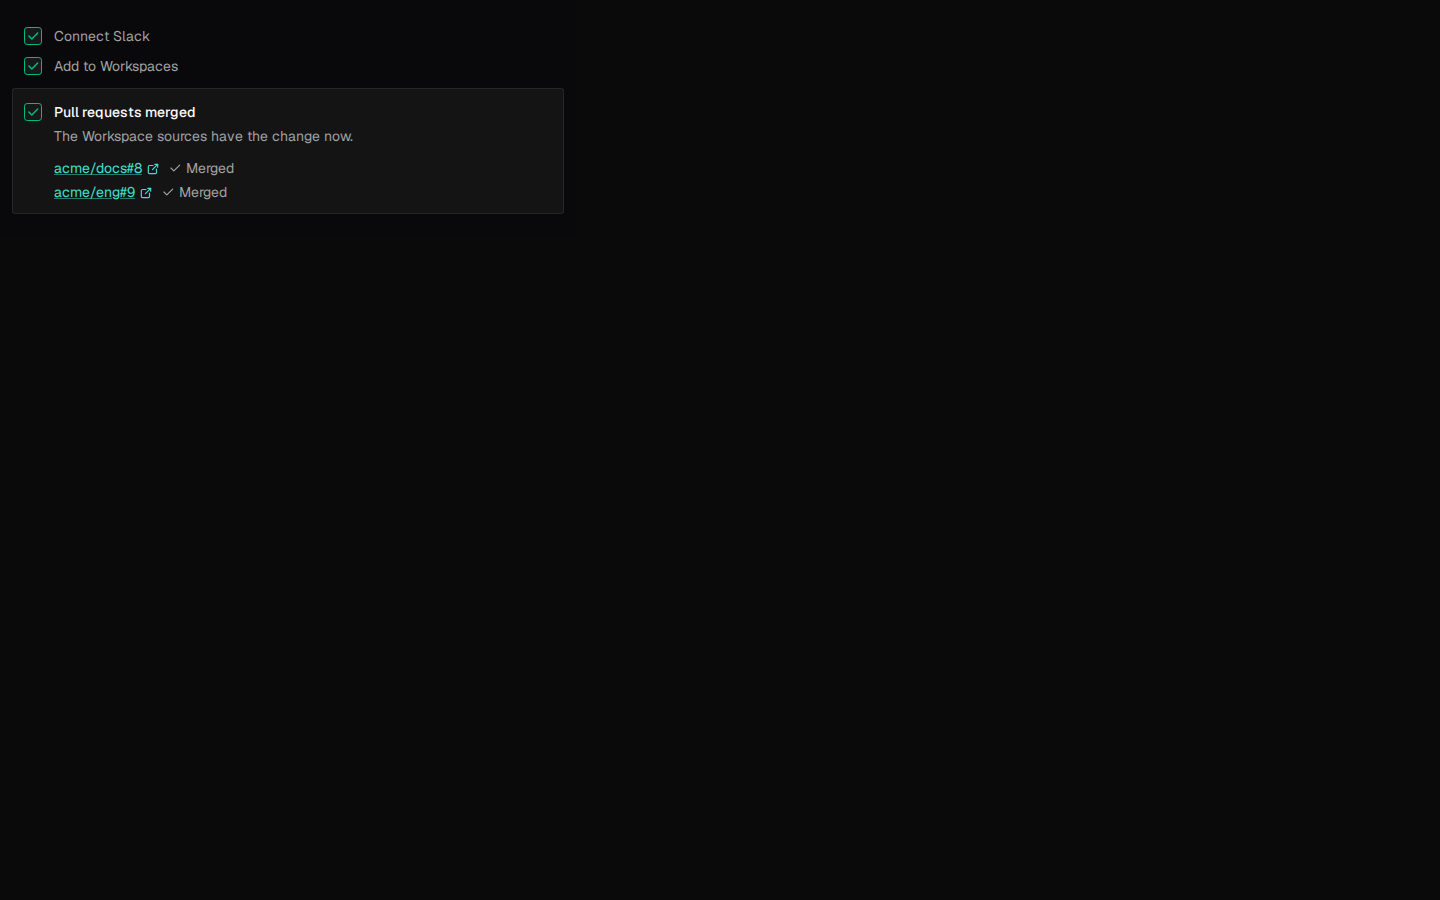 Connect Slack
Add to Workspaces
Pull requests merged
The Workspace sources have the change now.
acme/docs#8 Merged
acme/eng#9 Merged